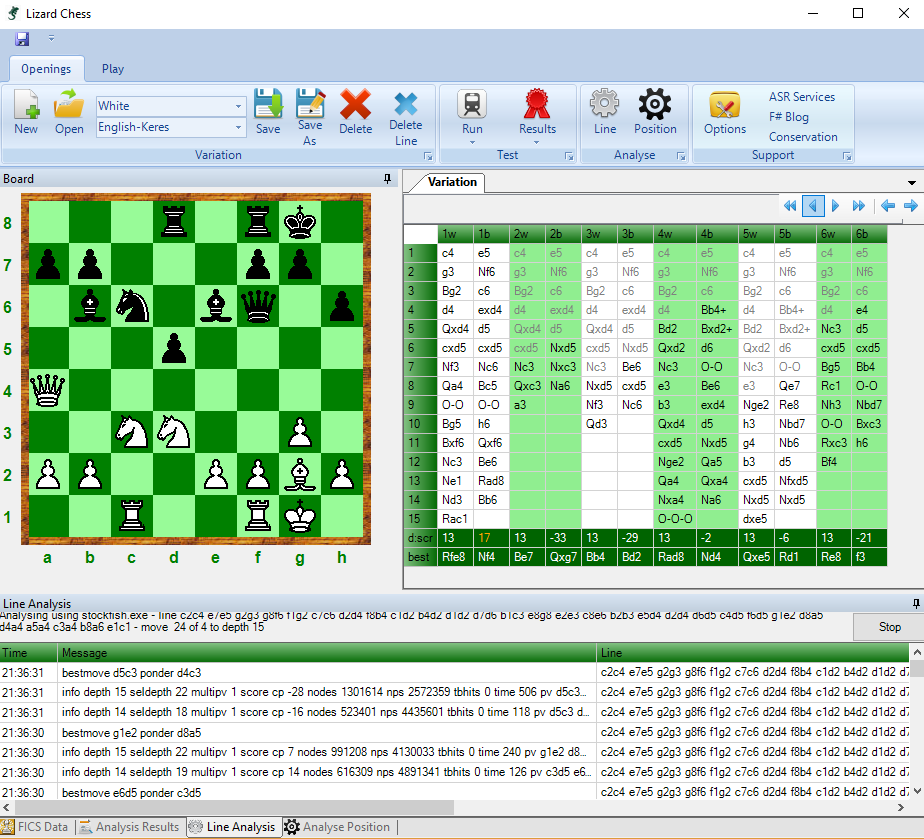 Lizard Chess
Openings Play
New Open White English-Keres Save Save As Delete Delete Line Run Results Line Position Options ASR Services F# Blog Conservation
Variation Test Analyse Support
Board
Variation
8
7
6
5
4
3
2
1
a b c d e f g h
1w 1b 2w 2b 3w 3b 4w 4b 5w 5b 6w 6b
1 c4 e5 c4 e5 c4 e5 c4 e5 c4 e5 c4 e5
2 g3 Nf6 g3 Nf6 g3 Nf6 g3 Nf6 g3 Nf6 g3 Nf6
3 Bg2 c6 Bg2 c6 Bg2 c6 Bg2 c6 Bg2 c6 Bg2 c6
4 d4 exd4 d4 exd4 d4 exd4 d4 Bb4+ d4 Bb4+ d4 e4
5 Qxd4 d5 Qxd4 d5 Qxd4 d5 Bd2 Bxd2+ Bd2 Bxd2+ Nc3 d5
6 cxd5 cxd5 cxd5 Nxd5 cxd5 Nxd5 Qxd2 d6 Qxd2 d6 cxd5 cxd5
7 Nf3 Nc6 Nc3 Nxc3 Nc3 Be6 Nc3 O-O Nc3 O-O Bg5 Bb4
8 Qa4 Bc5 Qxc3 Na6 Nxd5 cxd5 e3 Be6 e3 Qe7 Rc1 O-O
9 O-O O-O a3 Nf3 Nc6 b3 exd4 Nge2 Re8 Nh3 Nbd7
10 Bg5 h6 Qd3 Qxd4 d5 h3 Nbd7 O-O Bxc3
11 Bxf6 Qxf6 cxd5 Nxd5 g4 Nb6 Rxc3 h6
12 Nc3 Be6 Nge2 Qa5 b3 d5 Bf4
13 Ne1 Rad8 Qa4 Qxa4 cxd5 Nfxd5
14 Nd3 Bb6 Nxa4 Na6 Nxd5 Nxd5
15 Rac1 O-O-O dxe5
d:scr 13 17 13 -33 13 -29 13 -2 13 -6 13 -21
best Rfe8 Nf4 Be7 Qxg7 Bb4 Bd2 Rad8 Nd4 Qxe5 Rd1 Re8 f3
Line Analysis
Analysing using stockfish.exe - line c2c4 e7e5 g2g3 g8f6 f1g2 c7c6 d2d4 f8b4 c1d2 b4d2 d1d2 d7d6 b1c3 e8g8 e2e3 c8e6 b2b3 e5d4 d2d4 d6d5 c4d5 f6d5 g1e2 d8a5
d4a4 a5a4 c3a4 b8a6 e1c1 - move 24 of 4 to depth 15
Stop
Time Message Line
21:36:31 bestmove d5c3 ponder d4c3 c2c4 e7e5 g2g3 g8f6 f1g2 c7c6 d2d4 f8b4 c1d2 b4d2 d1d2 d7
21:36:31 info depth 15 seldepth 22 multipv 1 score cp -28 nodes 1301614 nps 2572359 tbhits 0 time 506 pv d5c3... c2c4 e7e5 g2g3 g8f6 f1g2 c7c6 d2d4 f8b4 c1d2 b4d2 d1d2 d7
21:36:31 info depth 14 seldepth 18 multipv 1 score cp -16 nodes 523401 nps 4435601 tbhits 0 time 118 pv d5c3 d... c2c4 e7e5 g2g3 g8f6 f1g2 c7c6 d2d4 f8b4 c1d2 b4d2 d1d2 d7
21:36:30 bestmove g1e2 ponder d8a5 c2c4 e7e5 g2g3 g8f6 f1g2 c7c6 d2d4 f8b4 c1d2 b4d2 d1d2 d7
21:36:30 info depth 15 seldepth 22 multipv 1 score cp 7 nodes 991208 nps 4130033 tbhits 0 time 240 pv g1e2 d8... c2c4 e7e5 g2g3 g8f6 f1g2 c7c6 d2d4 f8b4 c1d2 b4d2 d1d2 d7
21:36:30 info depth 14 seldepth 19 multipv 1 score cp 14 nodes 616309 nps 4891341 tbhits 0 time 126 pv c3d5 e6... c2c4 e7e5 g2g3 g8f6 f1g2 c7c6 d2d4 f8b4 c1d2 b4d2 d1d2 d7
21:36:30 bestmove e6d5 ponder c3d5 c2c4 e7e5 g2g3 g8f6 f1g2 c7c6 d2d4 f8b4 c1d2 b4d2 d1d2 d7
FICS Data Analysis Results Line Analysis Analyse Position